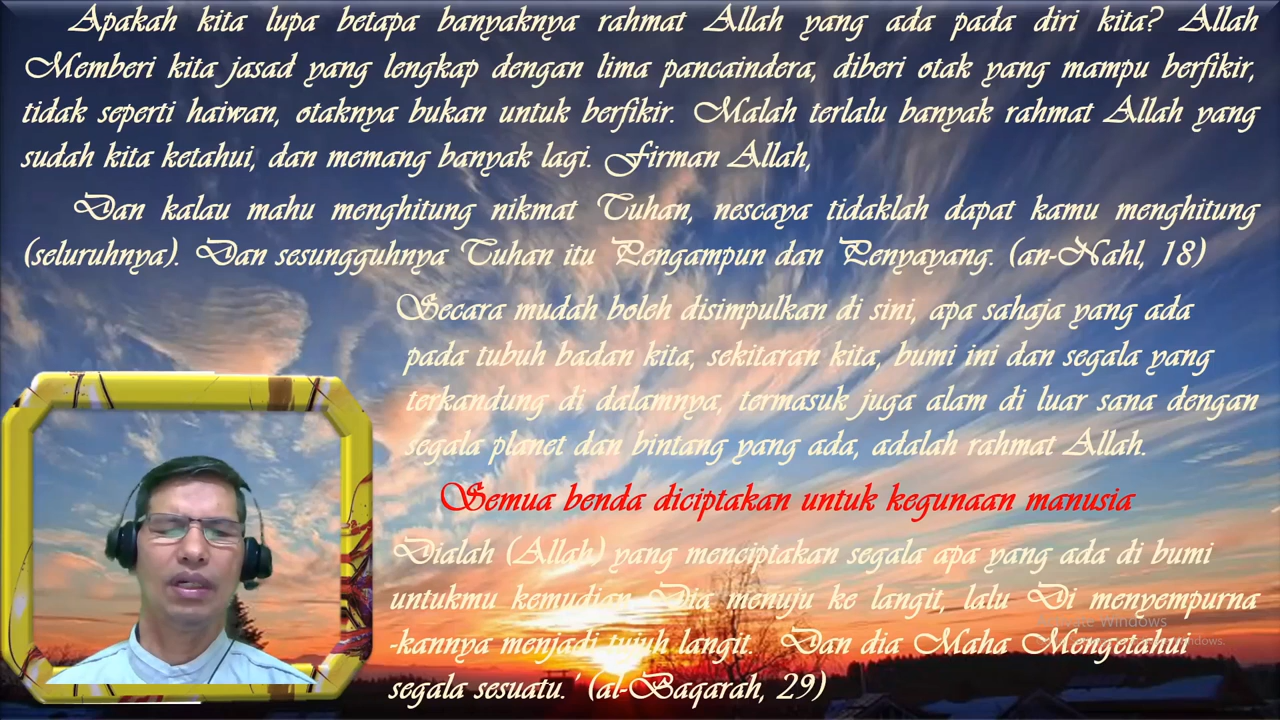 Apakah kita lupa betapa banyaknya rahmat Allah yang ada pada diri kita? Allah
Memberi kita jasad yang lengkap dengan lima pancaindera, diberi otak yang mampu berfikir,
tidak seperti haiwan, otaknya bukan untuk berfikir. Malah terlalu banyak rahmat Allah yang
sudah kita ketahui, dan memang banyak lagi. Firman Allah,
Dan kalau mahu menghitung nikmat Tuhan, nescaya tidaklah dapat kamu menghitung
(seluruhnya). Dan sesungguhnya Tuhan itu Pengampun dan Penyayang. (an-Nahl, 18)
Secara mudah boleh disimpulkan di sini, apa sahaja yang ada
pada tubuh badan kita, sekitaran kita, bumi ini dan segala yang
terkandung di dalamnya, termasuk juga alam di luar sana dengan
segala planet dan bintang yang ada, adalah rahmat Allah.
Semua benda diciptakan untuk kegunaan manusia
Dialah (Allah) yang menciptakan segala apa yang ada di bumi
untukmu kemudian Dia menuju ke langit, lalu Di menyempurna
-kannya menjadi tujuh langit. Dan dia Maha Mengetahui
segala sesuatu.' (al-Baqarah, 29)
Activate Windows